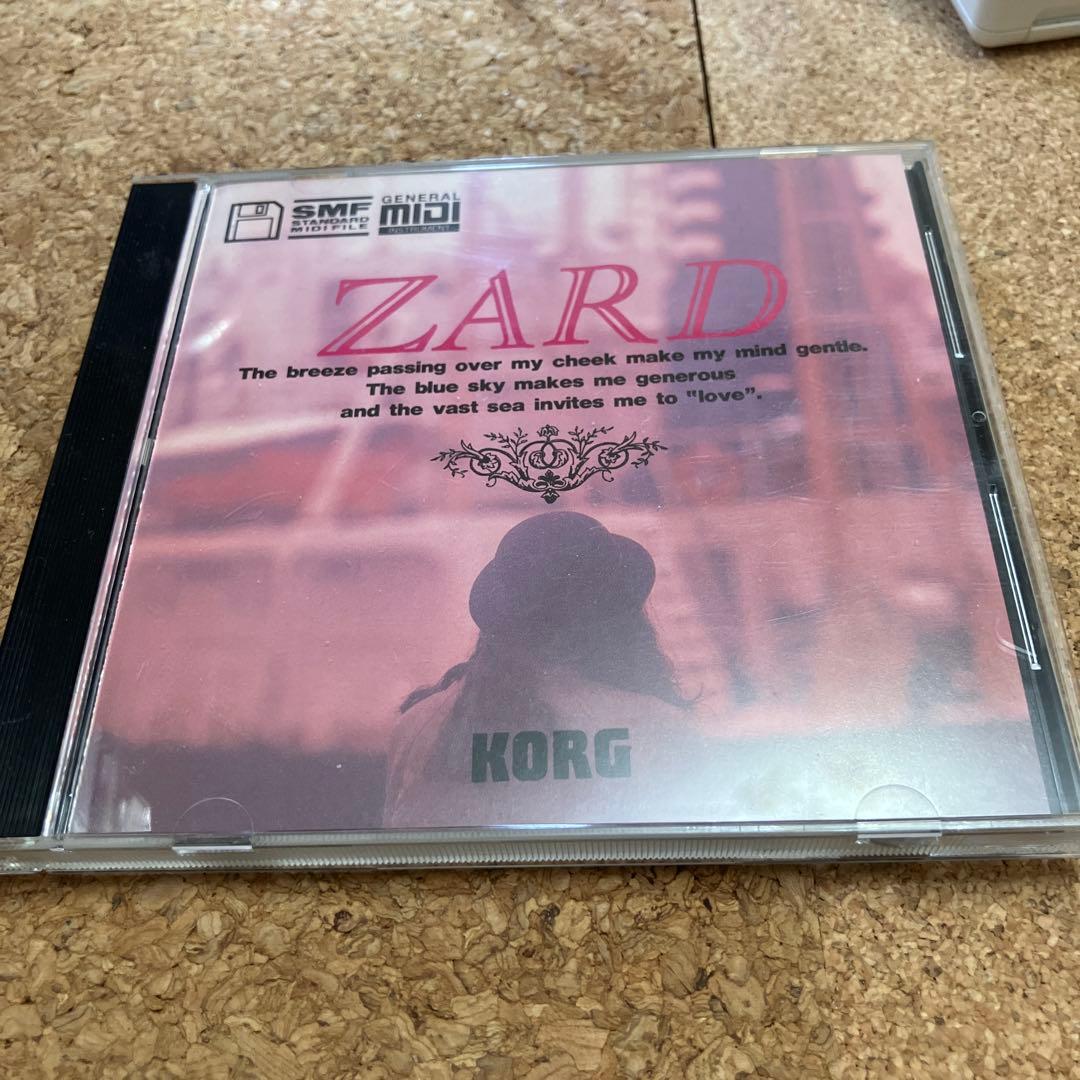 SMF
STANDARD
MIDI FILE
GENERAL
MIDI
INSTRUMENT
ZARD
The breeze passing over my cheek make my mind gentle.
The blue sky makes me generous
and the vast sea invites me to "love".
KORG